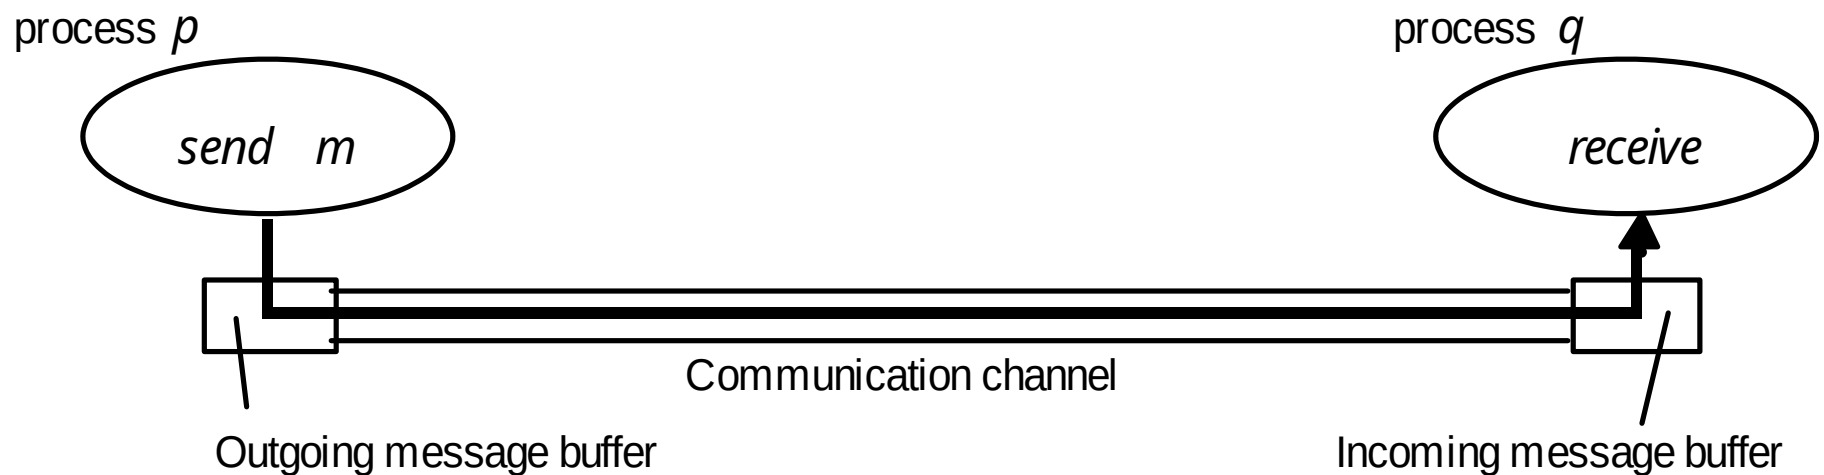 process p
process q
send m
receive
Communication channel
Outgoing message buffer
Incoming message buffer